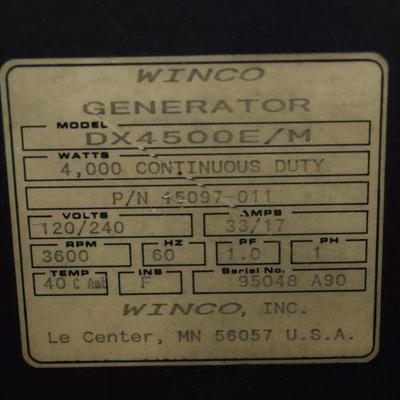 WINCO
GENERATOR
MODEL
DX4500E/M
WATTS
4,000 CONTINUOUS DUTY
P/N 45097-011
VOLTS AMPS
120/240 33/17
RPM HZ PF PH
3600 60 1.0 1
TEMP INS Serial No.
40 C Amb F 95048 A90
WINCO, INC.
Le Center, MN 56057 U.S.A.